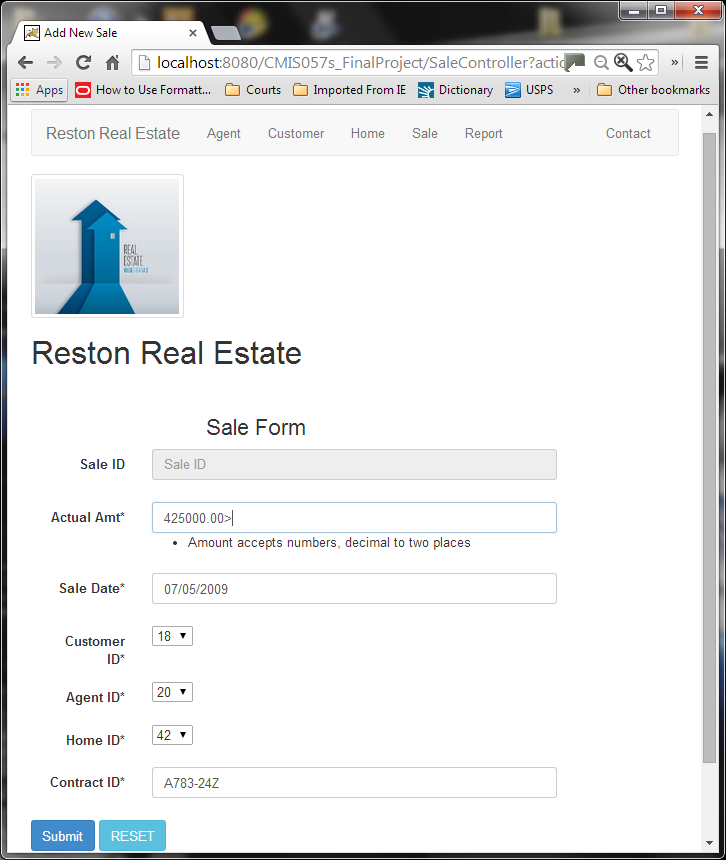 Add New Sale
localhost:8080/CMIS057s_FinalProject/SaleController?actio
Apps How to Use Formatt... Courts Imported From IE Dictionary USPS » Other bookmarks
Reston Real Estate Agent Customer Home Sale Report Contact
REAL
ESTATE
Reston Real Estate
Sale Form
Sale ID Sale ID
Actual Amt* 425000.00>
• Amount accepts numbers, decimal to two places
Sale Date* 07/05/2009
Customer ID* 18
Agent ID* 20
Home ID* 42
Contract ID* A783-24Z
Submit RESET